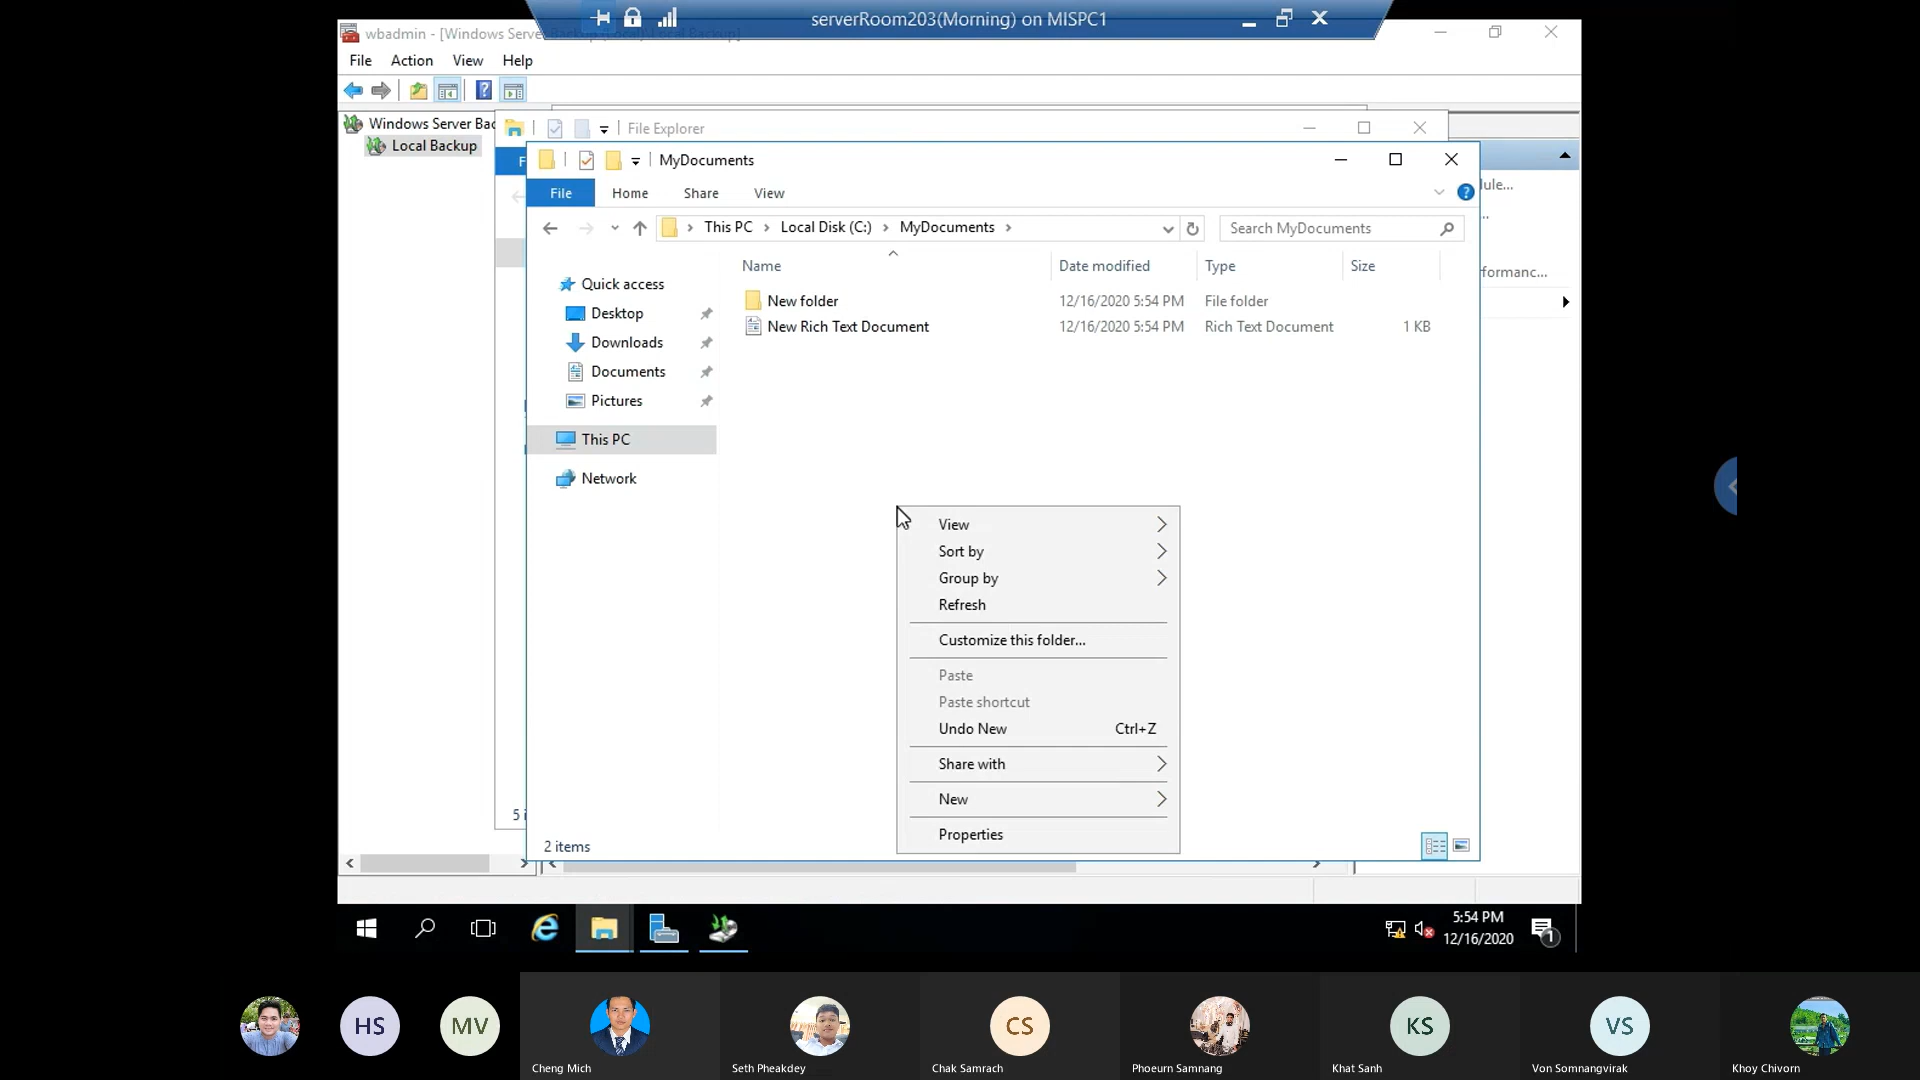 serverRoom203(Morning) on MISPC1
wbadmin - [Windows Serve
File Action View Help
Windows Server Bac
Local Backup
File Explorer
MyDocuments
File Home Share View
This PC Local Disk (C:) MyDocuments
Search MyDocuments
Name Date modified Type Size
New folder 12/16/2020 5:54 PM File folder
New Rich Text Document 12/16/2020 5:54 PM Rich Text Document 1 KB
Quick access
Desktop
Downloads
Documents
Pictures
This PC
Network
View
Sort by
Group by
Refresh
Customize this folder...
Paste
Paste shortcut
Undo New Ctrl+Z
Share with
New
Properties
2 items
5 i
lule...
formanc...
5:54 PM
12/16/2020
1
HS
MV
CS
KS
VS
Cheng Mich
Seth Pheakdey
Chak Samrach
Phoeurn Samnang
Khat Sanh
Von Somnangvirak
Khoy Chivorn